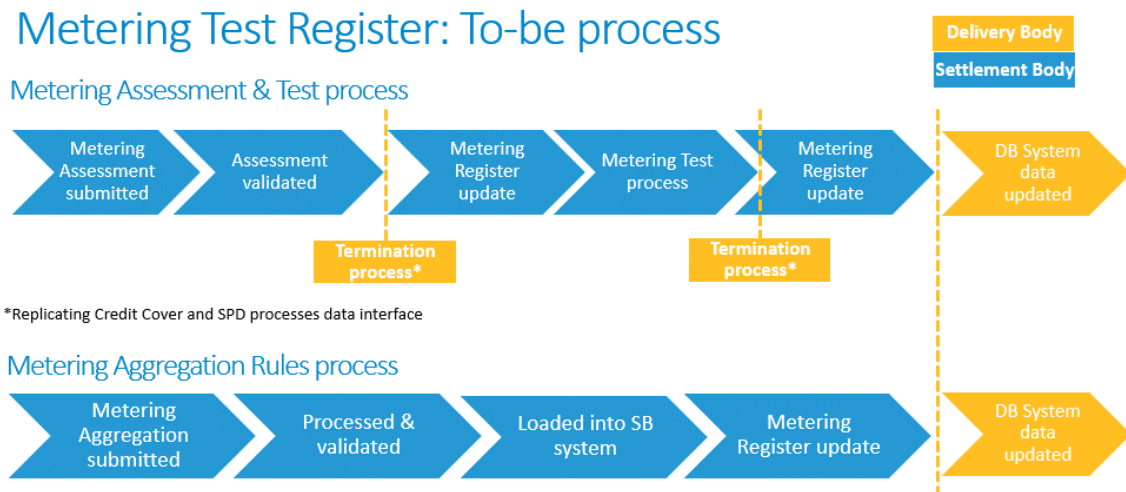 Metering Test Register: To-be process
Delivery Body
Settlement Body
Metering Assessment & Test process
Metering
Assessment
submitted
Assessment
validated
Metering
Register
update
Metering Test
process
Metering
Register
update
DB System
data
updated
Termination
process*
Termination
process*
*Replicating Credit Cover and SPD processes data interface
Metering Aggregation Rules process
Metering
Aggregation
submitted
Processed &
validated
Loaded into SB
system
Metering
Register update
DB System
data
updated